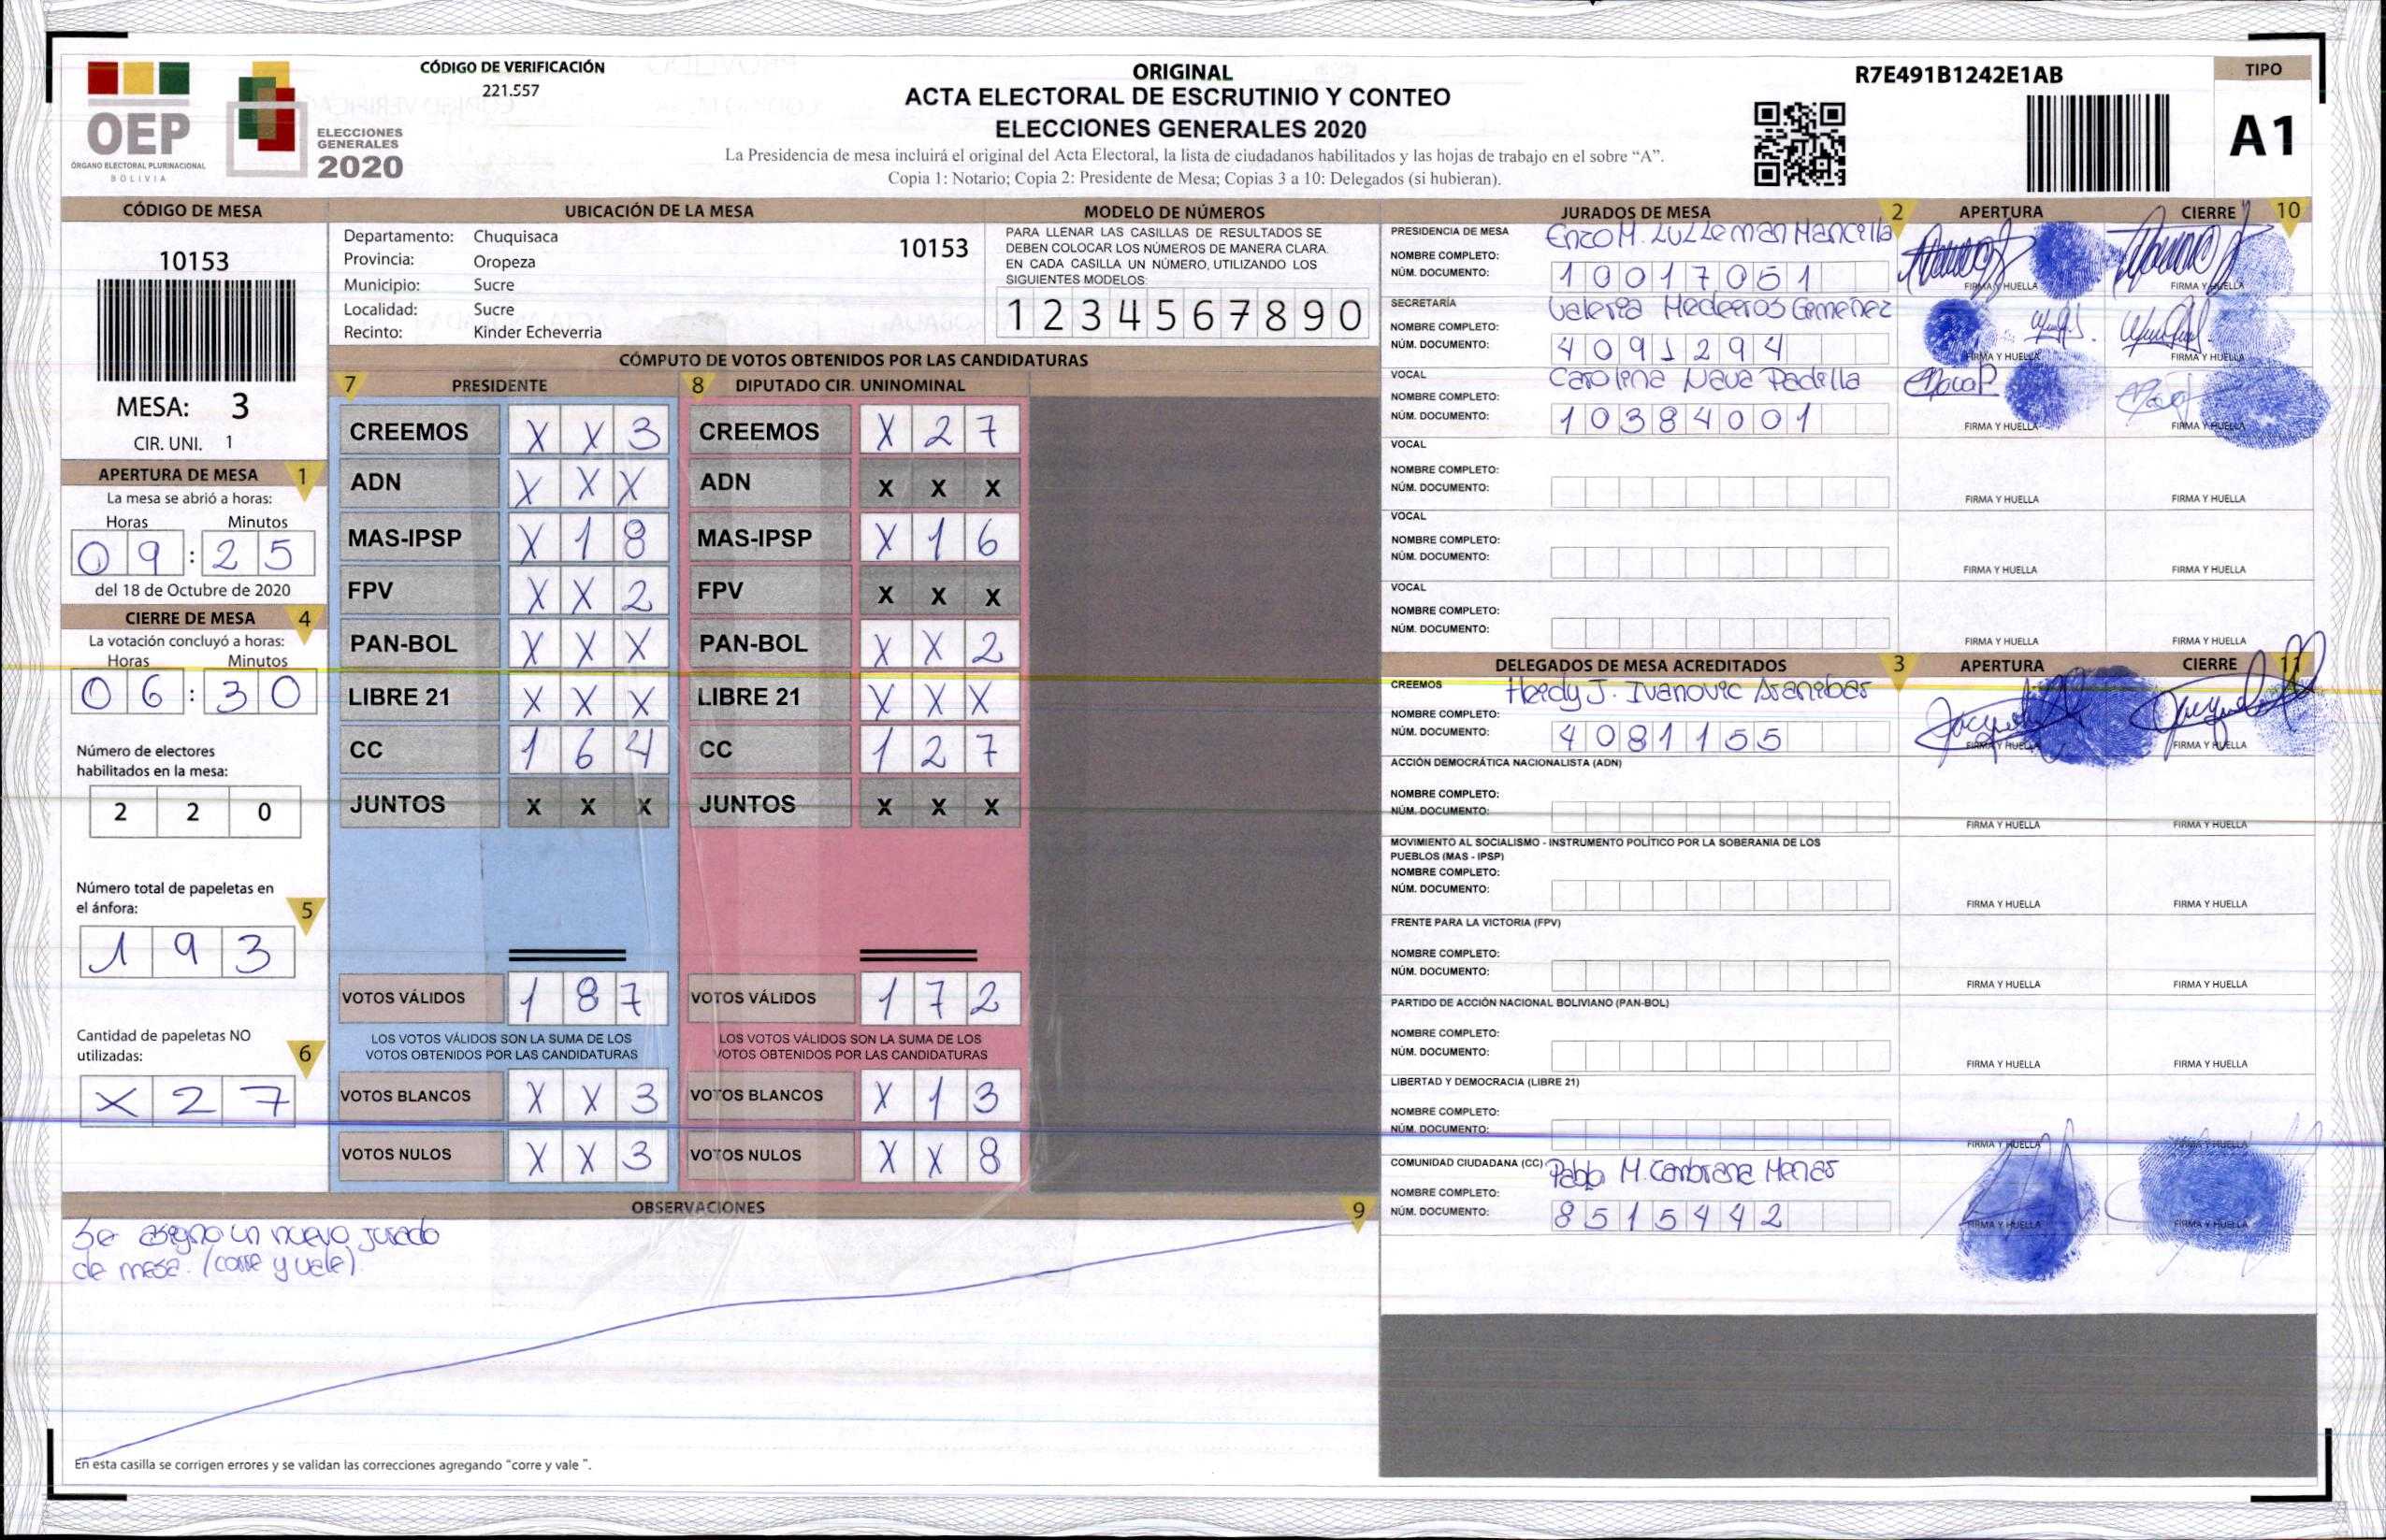 OEP
ÓRGANO ELECTORAL PLURINACIONAL
BOLIVIA
ELECCIONES
GENERALES
2020
CÓDIGO DE VERIFICACIÓN
221.557
ORIGINAL
ACTA ELECTORAL DE ESCRUTINIO Y CONTEO
ELECCIONES GENERALES 2020
La Presidencia de mesa incluirá el original del Acta Electoral, la lista de ciudadanos habilitados y las hojas de trabajo en el sobre “A”.
Copia 1: Notario; Copia 2: Presidente de Mesa; Copias 3 a 10: Delegados (si hubieran).
R7E491B1242E1AB
TIPO
A1
CÓDIGO DE MESA
10153
MESA: 3
CIR. UNI. 1
APERTURA DE MESA 1
La mesa se abrió a horas:
Horas Minutos
09:25
del 18 de Octubre de 2020
CIERRE DE MESA 4
La votación concluyó a horas:
Horas Minutos
06:30
Número de electores
habilitados en la mesa:
2 2 0
Número total de papeletas en
el ánfora: 5
1 9 3
Cantidad de papeletas NO
utilizadas: 6
X 2 7
UBICACIÓN DE LA MESA
Departamento: Chuquisaca 10153
Provincia: Oropeza
Municipio: Sucre
Localidad: Sucre
Recinto: Kinder Echeverria
MODELO DE NÚMEROS
PARA LLENAR LAS CASILLAS DE RESULTADOS SE
DEBEN COLOCAR LOS NÚMEROS DE MANERA CLARA.
EN CADA CASILLA UN NÚMERO, UTILIZANDO LOS
SIGUIENTES MODELOS:
1 2 3 4 5 6 7 8 9 0
CÓMPUTO DE VOTOS OBTENIDOS POR LAS CANDIDATURAS
7 PRESIDENTE 8 DIPUTADO CIR. UNINOMINAL
CREEMOS X X 3 CREEMOS X 2 7
ADN X X X ADN X X X
MAS-IPSP X 1 8 MAS-IPSP X 1 6
FPV X X 2 FPV X X X
PAN-BOL X X X PAN-BOL X X 2
LIBRE 21 X X X LIBRE 21 X X X
CC 1 6 4 CC 1 2 7
JUNTOS X X X JUNTOS X X X
VOTOS VÁLIDOS 1 8 7 VOTOS VÁLIDOS 1 7 2
LOS VOTOS VÁLIDOS SON LA SUMA DE LOS LOS VOTOS VÁLIDOS SON LA SUMA DE LOS
VOTOS OBTENIDOS POR LAS CANDIDATURAS VOTOS OBTENIDOS POR LAS CANDIDATURAS
VOTOS BLANCOS X X 3 VOTOS BLANCOS X 1 3
VOTOS NULOS X X 3 VOTOS NULOS X X 8
OBSERVACIONES 9
Se asigno un nuevo jurado
de mesa. (corre y vale).
En esta casilla se corrigen errores y se validan las correcciones agregando “corre y vale ”.
JURADOS DE MESA 2 APERTURA CIERRE 10
PRESIDENCIA DE MESA
NOMBRE COMPLETO: Enzo M.
NÚM. DOCUMENTO: 10017051
FIRMA Y HUELLA FIRMA Y HUELLA
SECRETARÍA
NOMBRE COMPLETO: Valeria Mederos Gimenez
NÚM. DOCUMENTO: 4091294
FIRMA Y HUELLA FIRMA Y HUELLA
VOCAL
NOMBRE COMPLETO: Carolina Nava Padilla
NÚM. DOCUMENTO: 10384001
FIRMA Y HUELLA FIRMA Y HUELLA
VOCAL
NOMBRE COMPLETO:
NÚM. DOCUMENTO:
FIRMA Y HUELLA FIRMA Y HUELLA
VOCAL
NOMBRE COMPLETO:
NÚM. DOCUMENTO:
FIRMA Y HUELLA FIRMA Y HUELLA
VOCAL
NOMBRE COMPLETO:
NÚM. DOCUMENTO:
FIRMA Y HUELLA FIRMA Y HUELLA
DELEGADOS DE MESA ACREDITADOS 3 APERTURA CIERRE 11
CREEMOS
NOMBRE COMPLETO: Heidy J. Ivanovic Aranibar
NÚM. DOCUMENTO: 4081155
FIRMA Y HUELLA FIRMA Y HUELLA
ACCIÓN DEMOCRÁTICA NACIONALISTA (ADN)
NOMBRE COMPLETO:
NÚM. DOCUMENTO:
FIRMA Y HUELLA FIRMA Y HUELLA
MOVIMIENTO AL SOCIALISMO - INSTRUMENTO POLÍTICO POR LA SOBERANIA DE LOS
PUEBLOS (MAS - IPSP)
NOMBRE COMPLETO:
NÚM. DOCUMENTO:
FIRMA Y HUELLA FIRMA Y HUELLA
FRENTE PARA LA VICTORIA (FPV)
NOMBRE COMPLETO:
NÚM. DOCUMENTO:
FIRMA Y HUELLA FIRMA Y HUELLA
PARTIDO DE ACCIÓN NACIONAL BOLIVIANO (PAN-BOL)
NOMBRE COMPLETO:
NÚM. DOCUMENTO:
FIRMA Y HUELLA FIRMA Y HUELLA
LIBERTAD Y DEMOCRACIA (LIBRE 21)
NOMBRE COMPLETO:
NÚM. DOCUMENTO:
FIRMA Y HUELLA FIRMA Y HUELLA
COMUNIDAD CIUDADANA (CC)
NOMBRE COMPLETO: Pablo M.
NÚM. DOCUMENTO: 8515442
FIRMA Y HUELLA FIRMA Y HUELLA